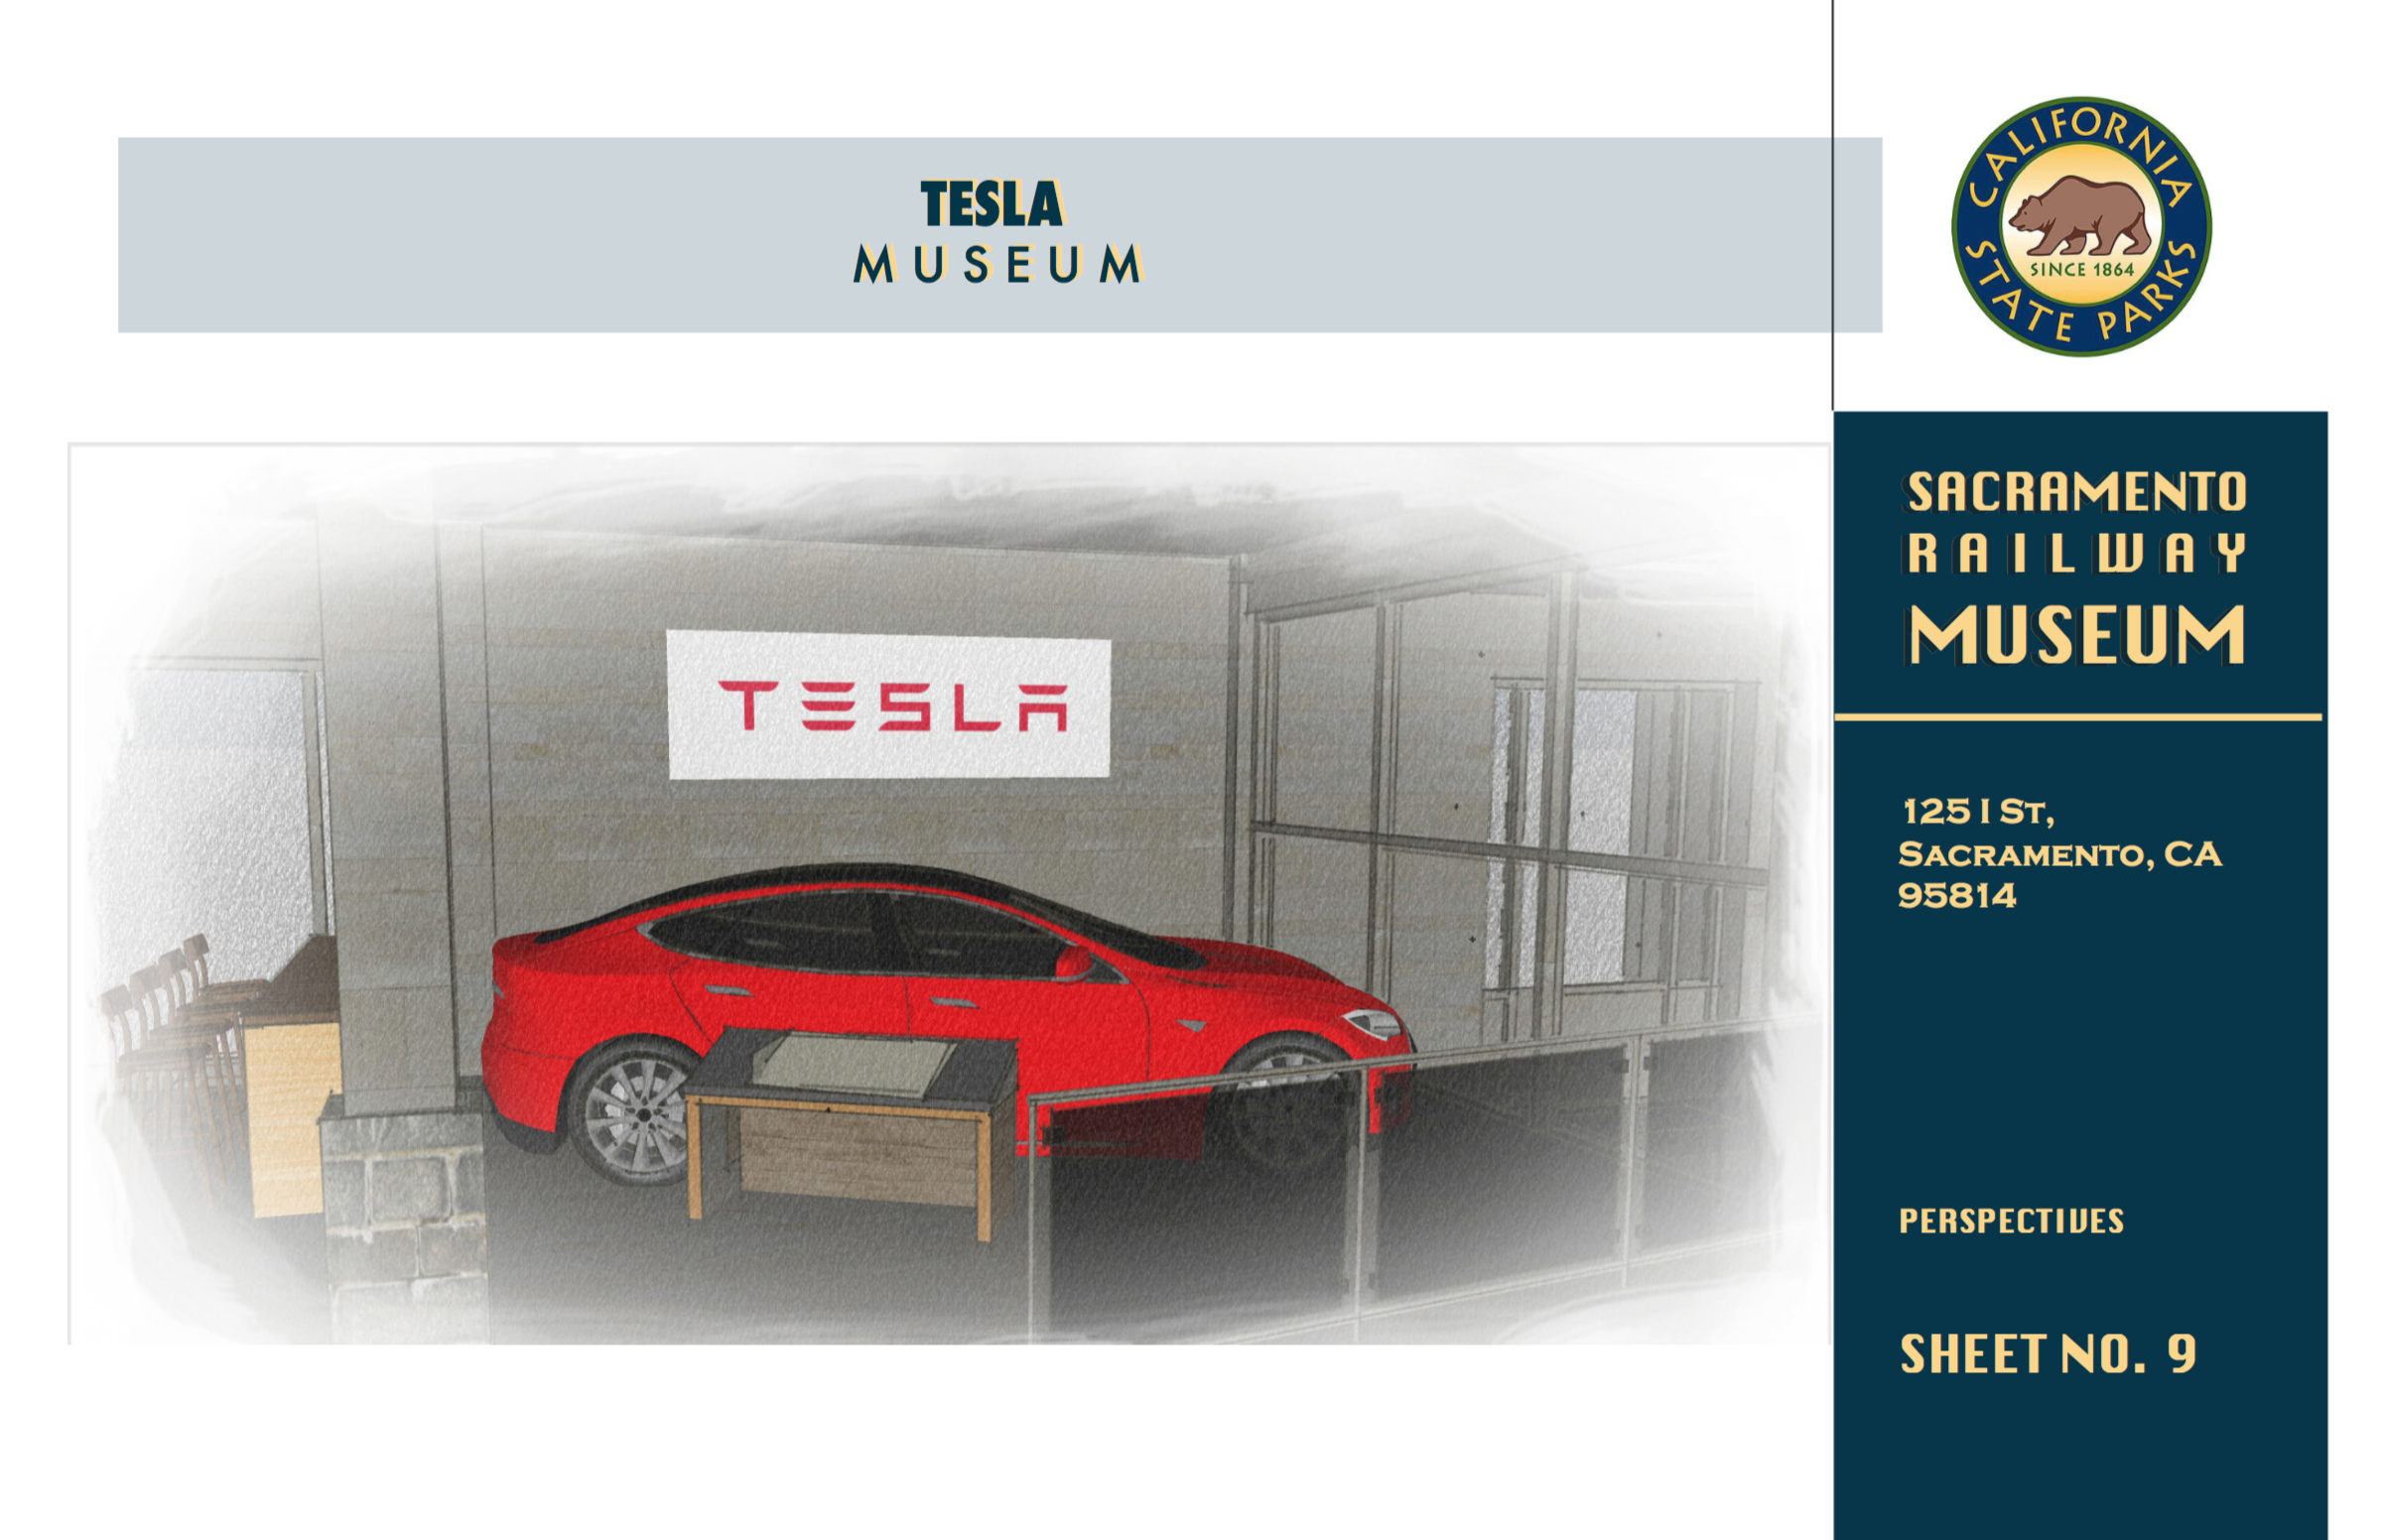 TESLA
MUSEUM
TESLA
CALIFORNIA
STATE PARKS
SINCE 1864
SACRAMENTO
RAILWAY
MUSEUM
125 I St,
Sacramento, CA
95814
PERSPECTIVES
SHEET NO. 9